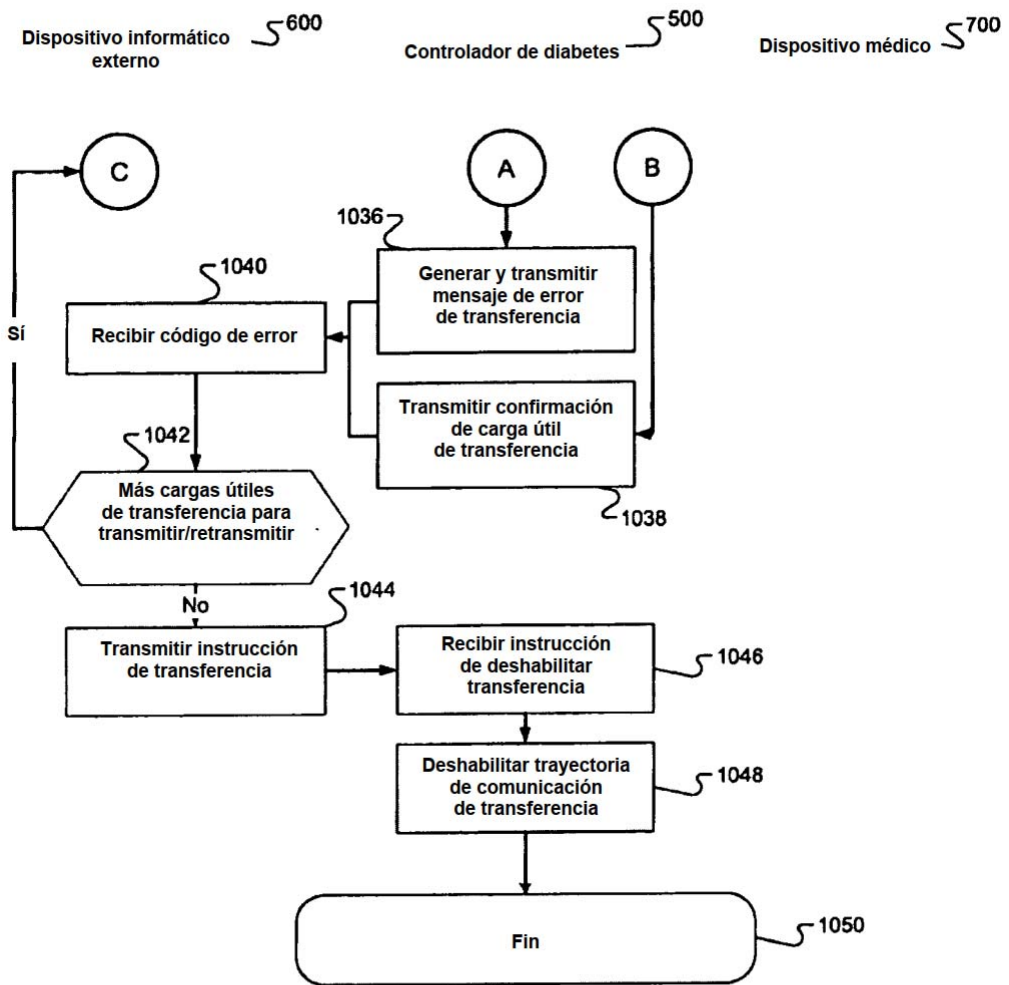 Dispositivo informático
externo
600
Controlador de diabetes
500
Dispositivo médico
700
C
A
B
1036
Generar y transmitir
mensaje de error
de transferencia
1040
Recibir código de error
Sí
Transmitir confirmación
de carga útil
de transferencia
1038
1042
Más cargas útiles
de transferencia para
transmitir/retransmitir
No
1044
Transmitir instrucción
de transferencia
Recibir instrucción
de deshabilitar
transferencia
1046
Deshabilitar trayectoria
de comunicación
de transferencia
1048
Fin
1050